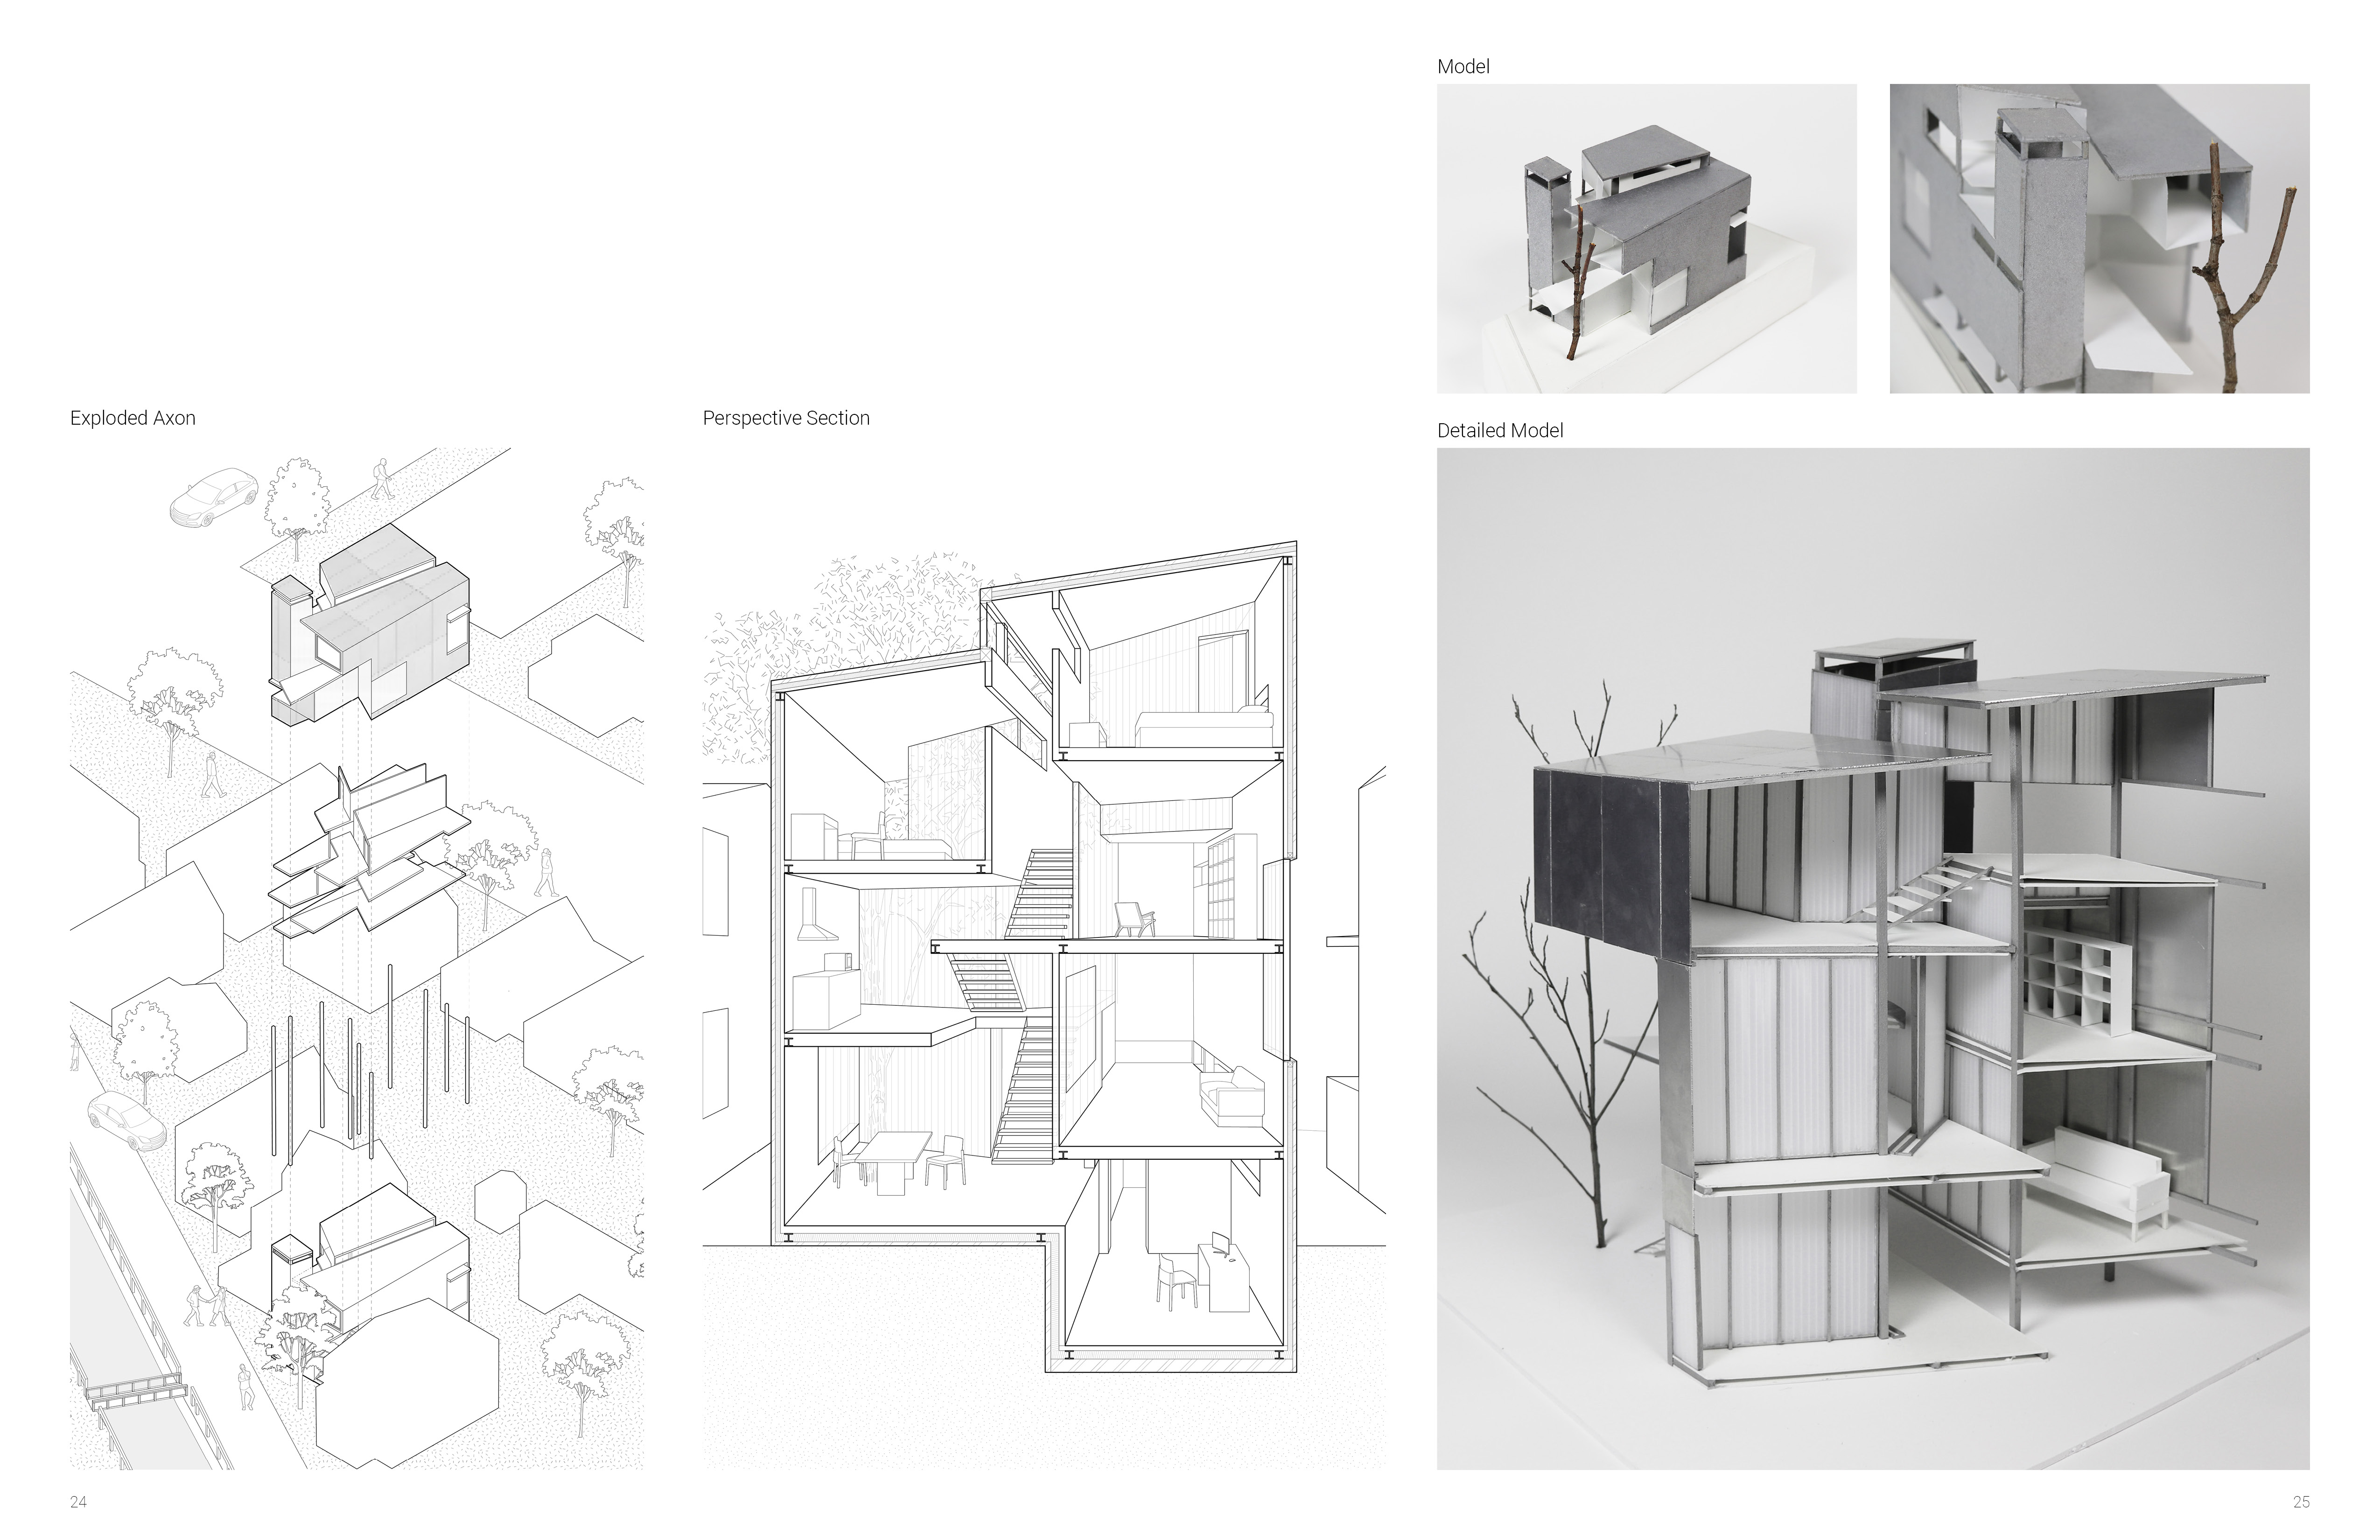 Model
Exploded Axon
Perspective Section
Detailed Model
24
25